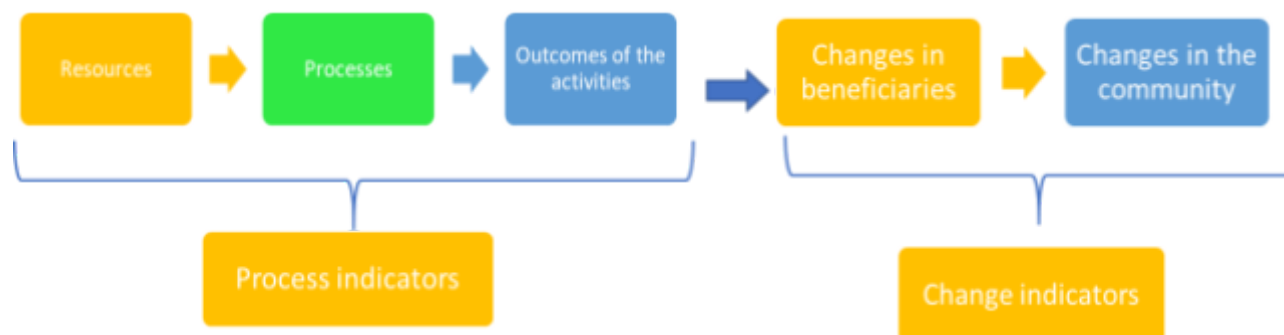 Resources
Processes
Outcomes of the
activities
Changes in
beneficiaries
Changes in the
community
Process indicators
Change indicators